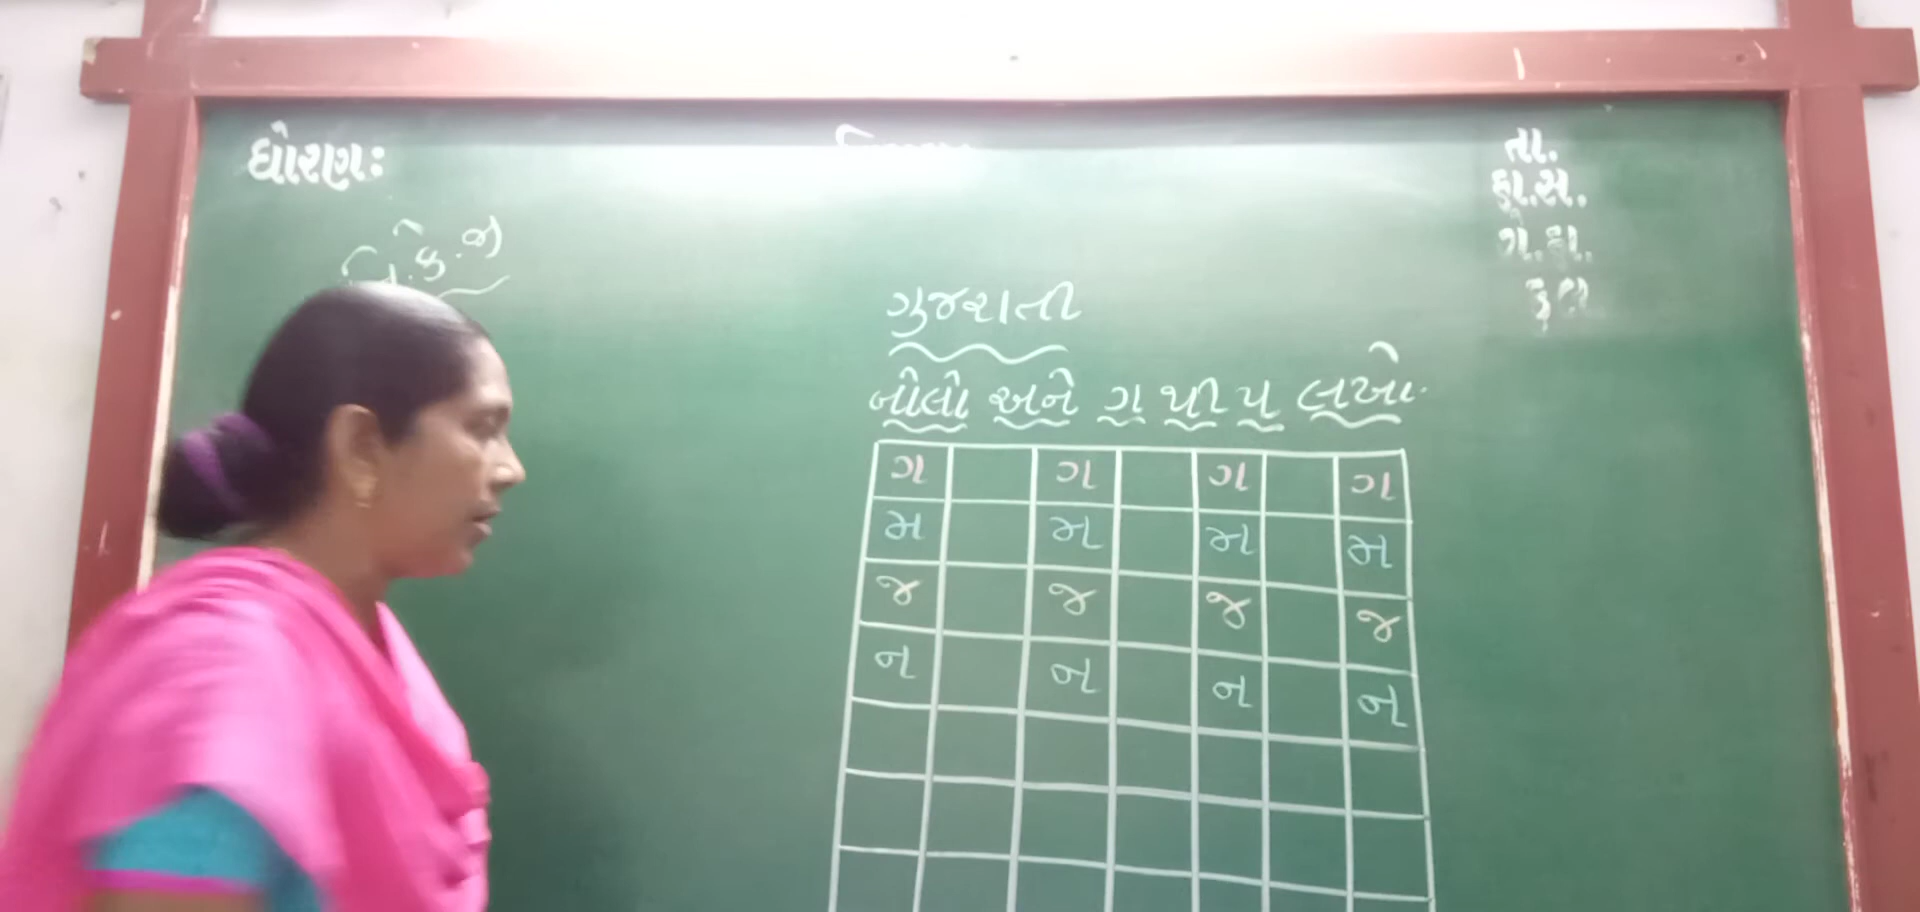 ધોરણઃ
તા.
હા.સ.
ગે.હા.
કુલ
કે.જી
ગુજરાતી
બોલો અને ગ થી પ લખો.
ગ ગ ગ ગ
મ મ મ મ
જ જ જ જ
ન ન ન ન